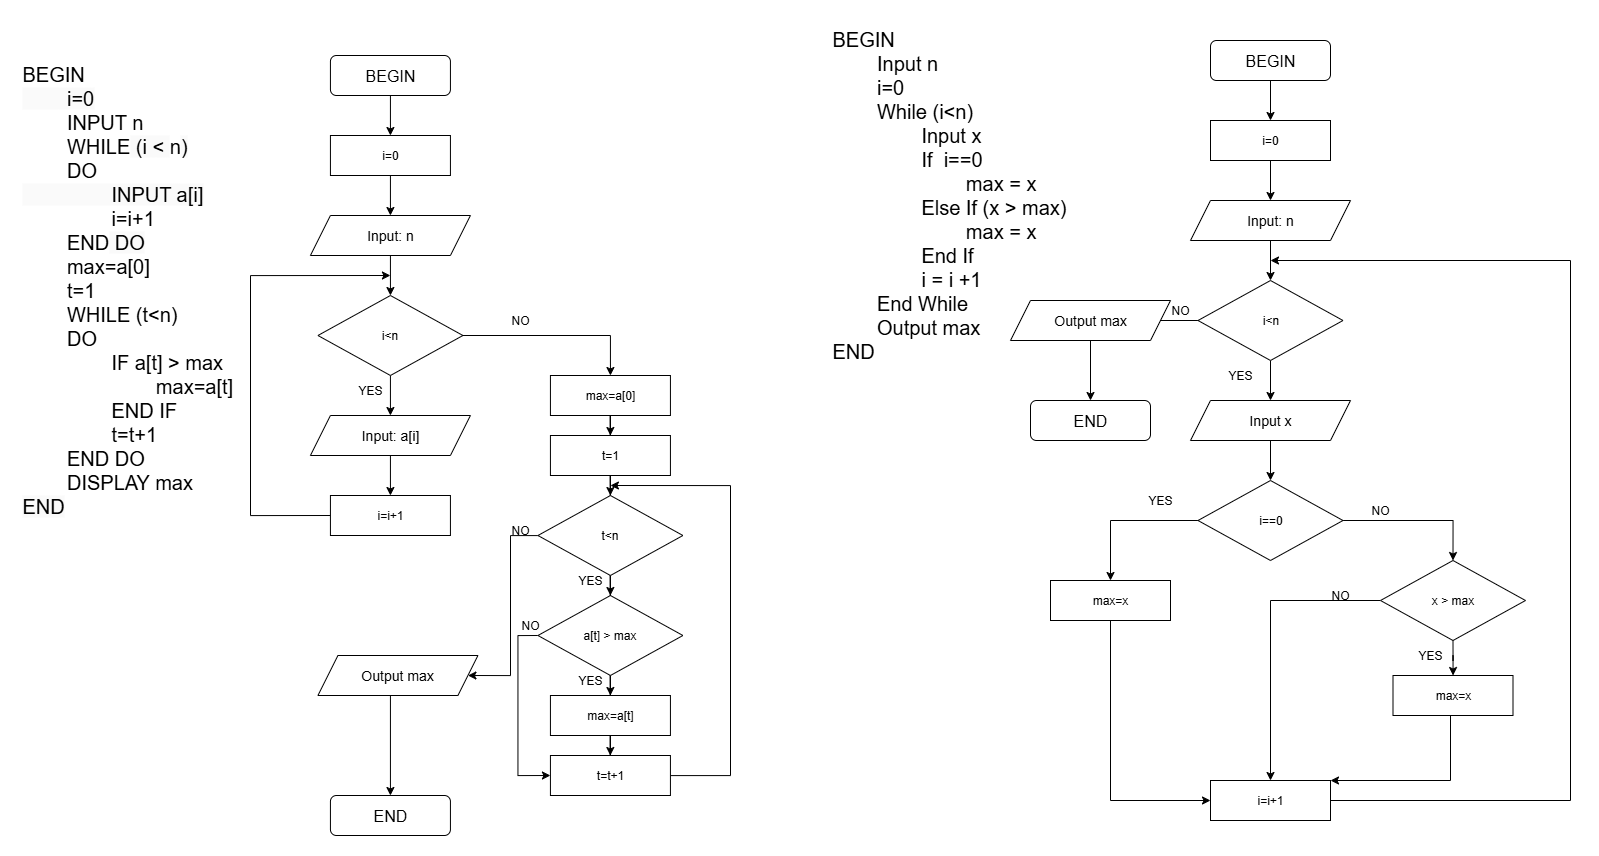 BEGIN
i=0
INPUT n
WHILE (i < n)
DO
INPUT a[i]
i=i+1
END DO
max=a[0]
t=1
WHILE (t<n)
DO
IF a[t] > max
max=a[t]
END IF
t=t+1
END DO
DISPLAY max
END
BEGIN
i=0
Input: n
i<n
NO
YES
Input: a[i]
i=i+1
max=a[0]
t=1
t<n
NO
YES
a[t] > max
NO
YES
max=a[t]
t=t+1
Output max
END
BEGIN
Input n
i=0
While (i<n)
Input x
If  i==0
max = x
Else If (x > max)
max = x
End If
i = i +1
End While
Output max
END
BEGIN
i=0
Input: n
i<n
NO
Output max
END
YES
Input x
i==0
YES
NO
max=x
x > max
NO
YES
max=x
i=i+1